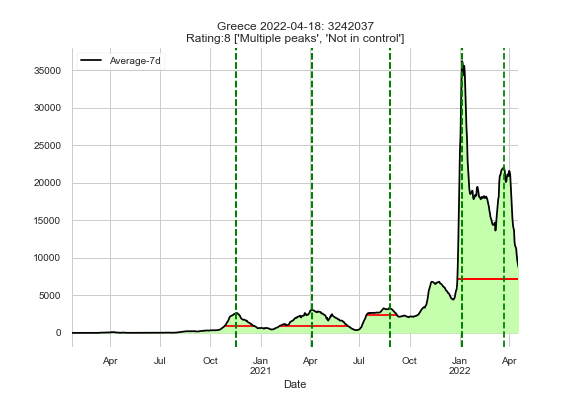 Greece 2022-04-18: 3242037
Rating:8 ['Multiple peaks', 'Not in control']
Average-7d
35000
30000
25000
20000
15000
10000
5000
0
Apr Jul Oct Jan Apr Jul Oct Jan Apr
2021 2022
Date